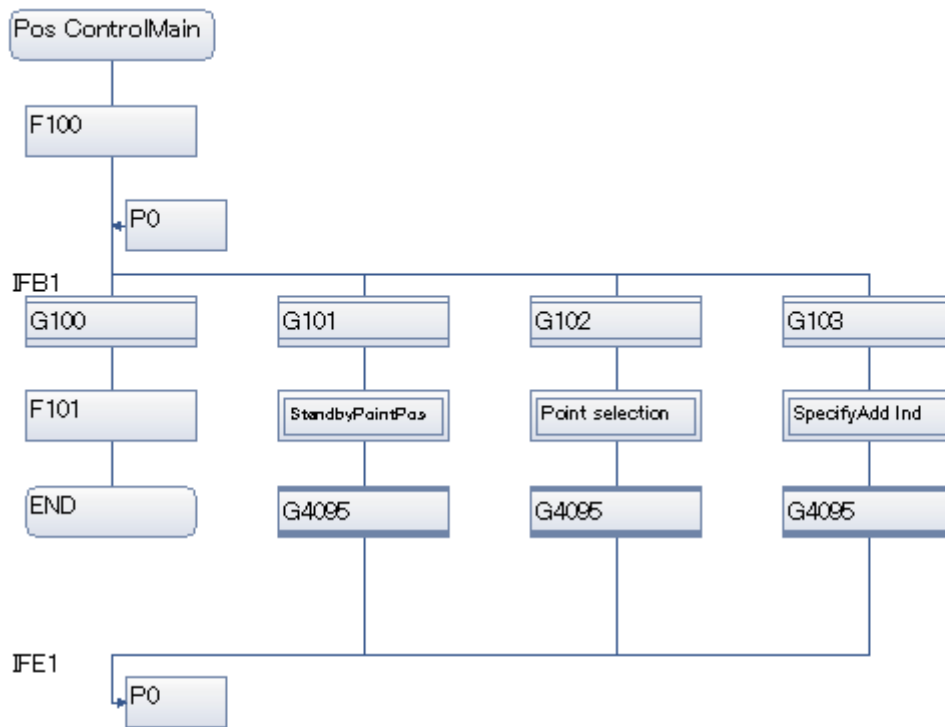 Pos ControlMain
F100
P0
IFB1
G100
G101
G102
G103
F101
StandbyPointPos
Point selection
SpecifyAdd Ind
END
G4095
G4095
G4095
IFE1
P0